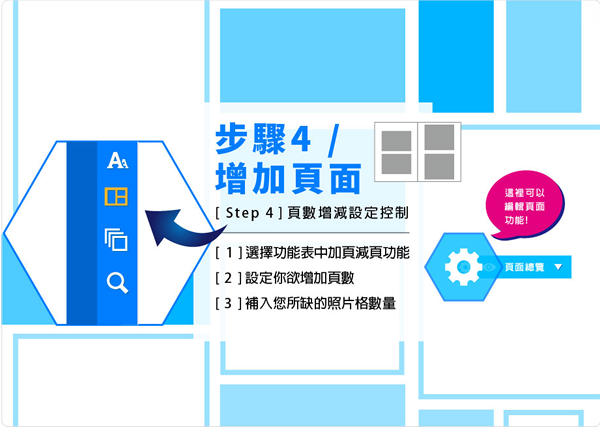 步驟4 /
增加頁面
[ Step 4 ] 頁數增減設定控制
[ 1 ] 選擇功能表中加頁減頁功能
[ 2 ] 設定你欲增加頁數
[ 3 ] 補入您所缺的照片格數量
Aa
這裡可以
編輯頁面
功能!
頁面總覽